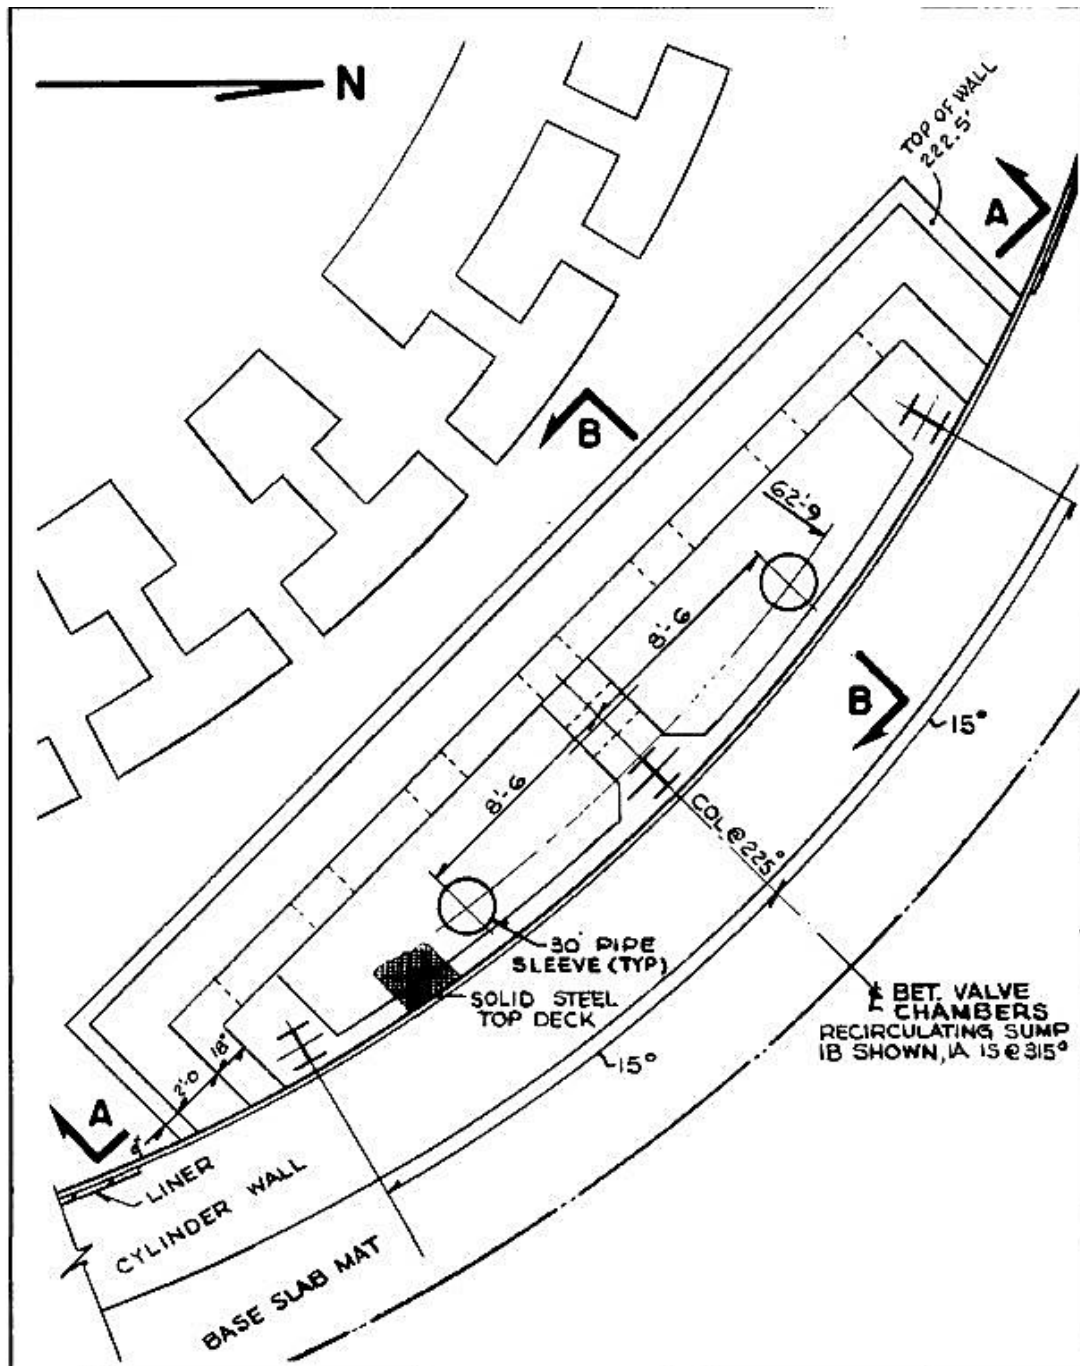 N
TOP OF WALL
222.5'
A
B
62'-9
8'-6
B
15°
8'-6
COL @ 225°
30" PIPE
SLEEVE (TYP)
SOLID STEEL
TOP DECK
℄ BET. VALVE
CHAMBERS
RECIRCULATING SUMP
1B SHOWN, 1A IS @ 315°
15°
18"
2'-0
A
LINER
CYLINDER WALL
BASE SLAB MAT